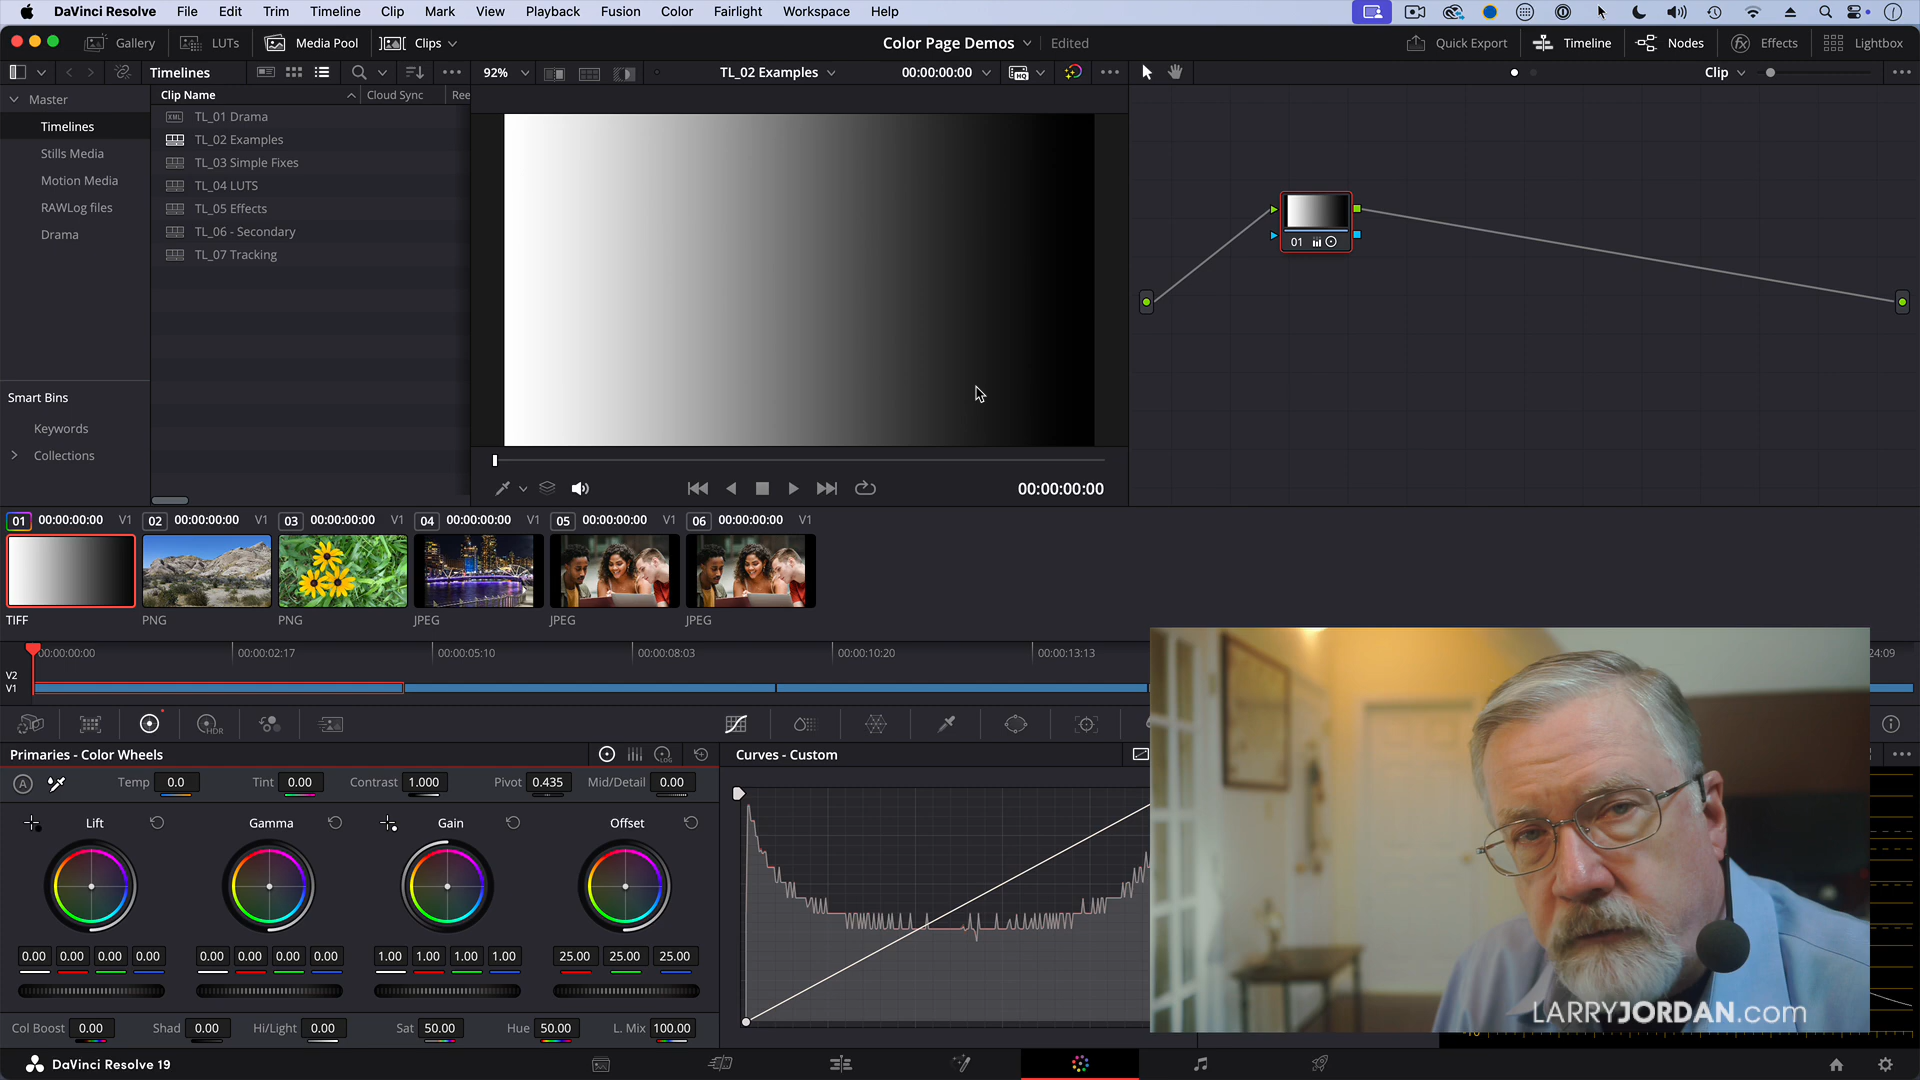 DaVinci Resolve File Edit Trim Timeline Clip Mark View Playback Fusion Color Fairlight Workspace Help
Gallery LUTs Media Pool Clips Color Page Demos Edited Quick Export Timeline Nodes Effects Lightbox
Timelines 92% TL_02 Examples 00:00:00:00 Clip
Master
Timelines
Stills Media
Motion Media
RAWLog files
Drama
Smart Bins
Keywords
Collections
Clip Name Cloud Sync Ree
TL_01 Drama
TL_02 Examples
TL_03 Simple Fixes
TL_04 LUTS
TL_05 Effects
TL_06 - Secondary
TL_07 Tracking
01
00:00:00:00
01 00:00:00:00 V1 02 00:00:00:00 V1 03 00:00:00:00 V1 04 00:00:00:00 V1 05 00:00:00:00 V1 06 00:00:00:00 V1
TIFF PNG PNG JPEG JPEG JPEG
00:00:00:00 00:00:02:17 00:00:05:10 00:00:08:03 00:00:10:20 00:00:13:13 24:09
V2
V1
HDR
Primaries - Color Wheels LOG
A Temp 0.0 Tint 0.00 Contrast 1.000 Pivot 0.435 Mid/Detail 0.00
Lift Gamma Gain Offset
0.00 0.00 0.00 0.00 0.00 0.00 0.00 0.00 1.00 1.00 1.00 1.00 25.00 25.00 25.00
Col Boost 0.00 Shad 0.00 Hi/Light 0.00 Sat 50.00 Hue 50.00 L. Mix 100.00
Curves - Custom
LARRYJORDAN.com
DaVinci Resolve 19